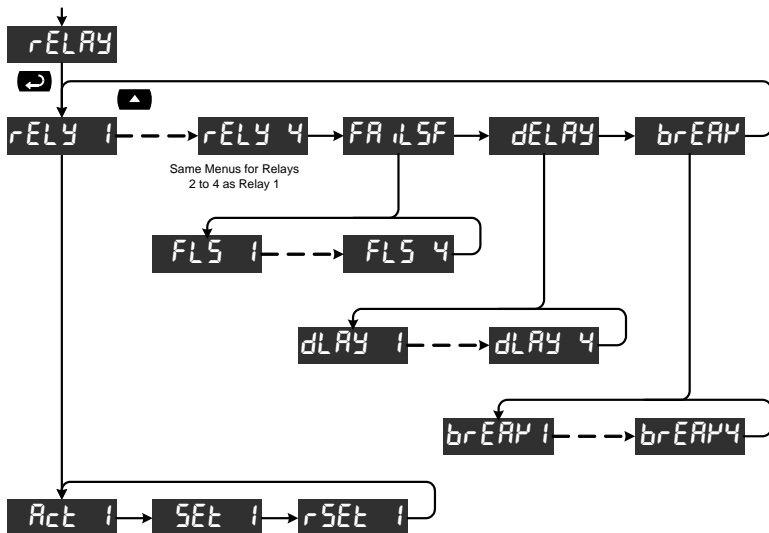 rELAY
rELY 1 rELY 4 FAiLSF dELAY brEAK
Same Menus for Relays
2 to 4 as Relay 1
FLS 1 FLS 4
dLAY 1 dLAY 4
brEAK1 brEAK4
Act 1 SEt 1 rSEt 1